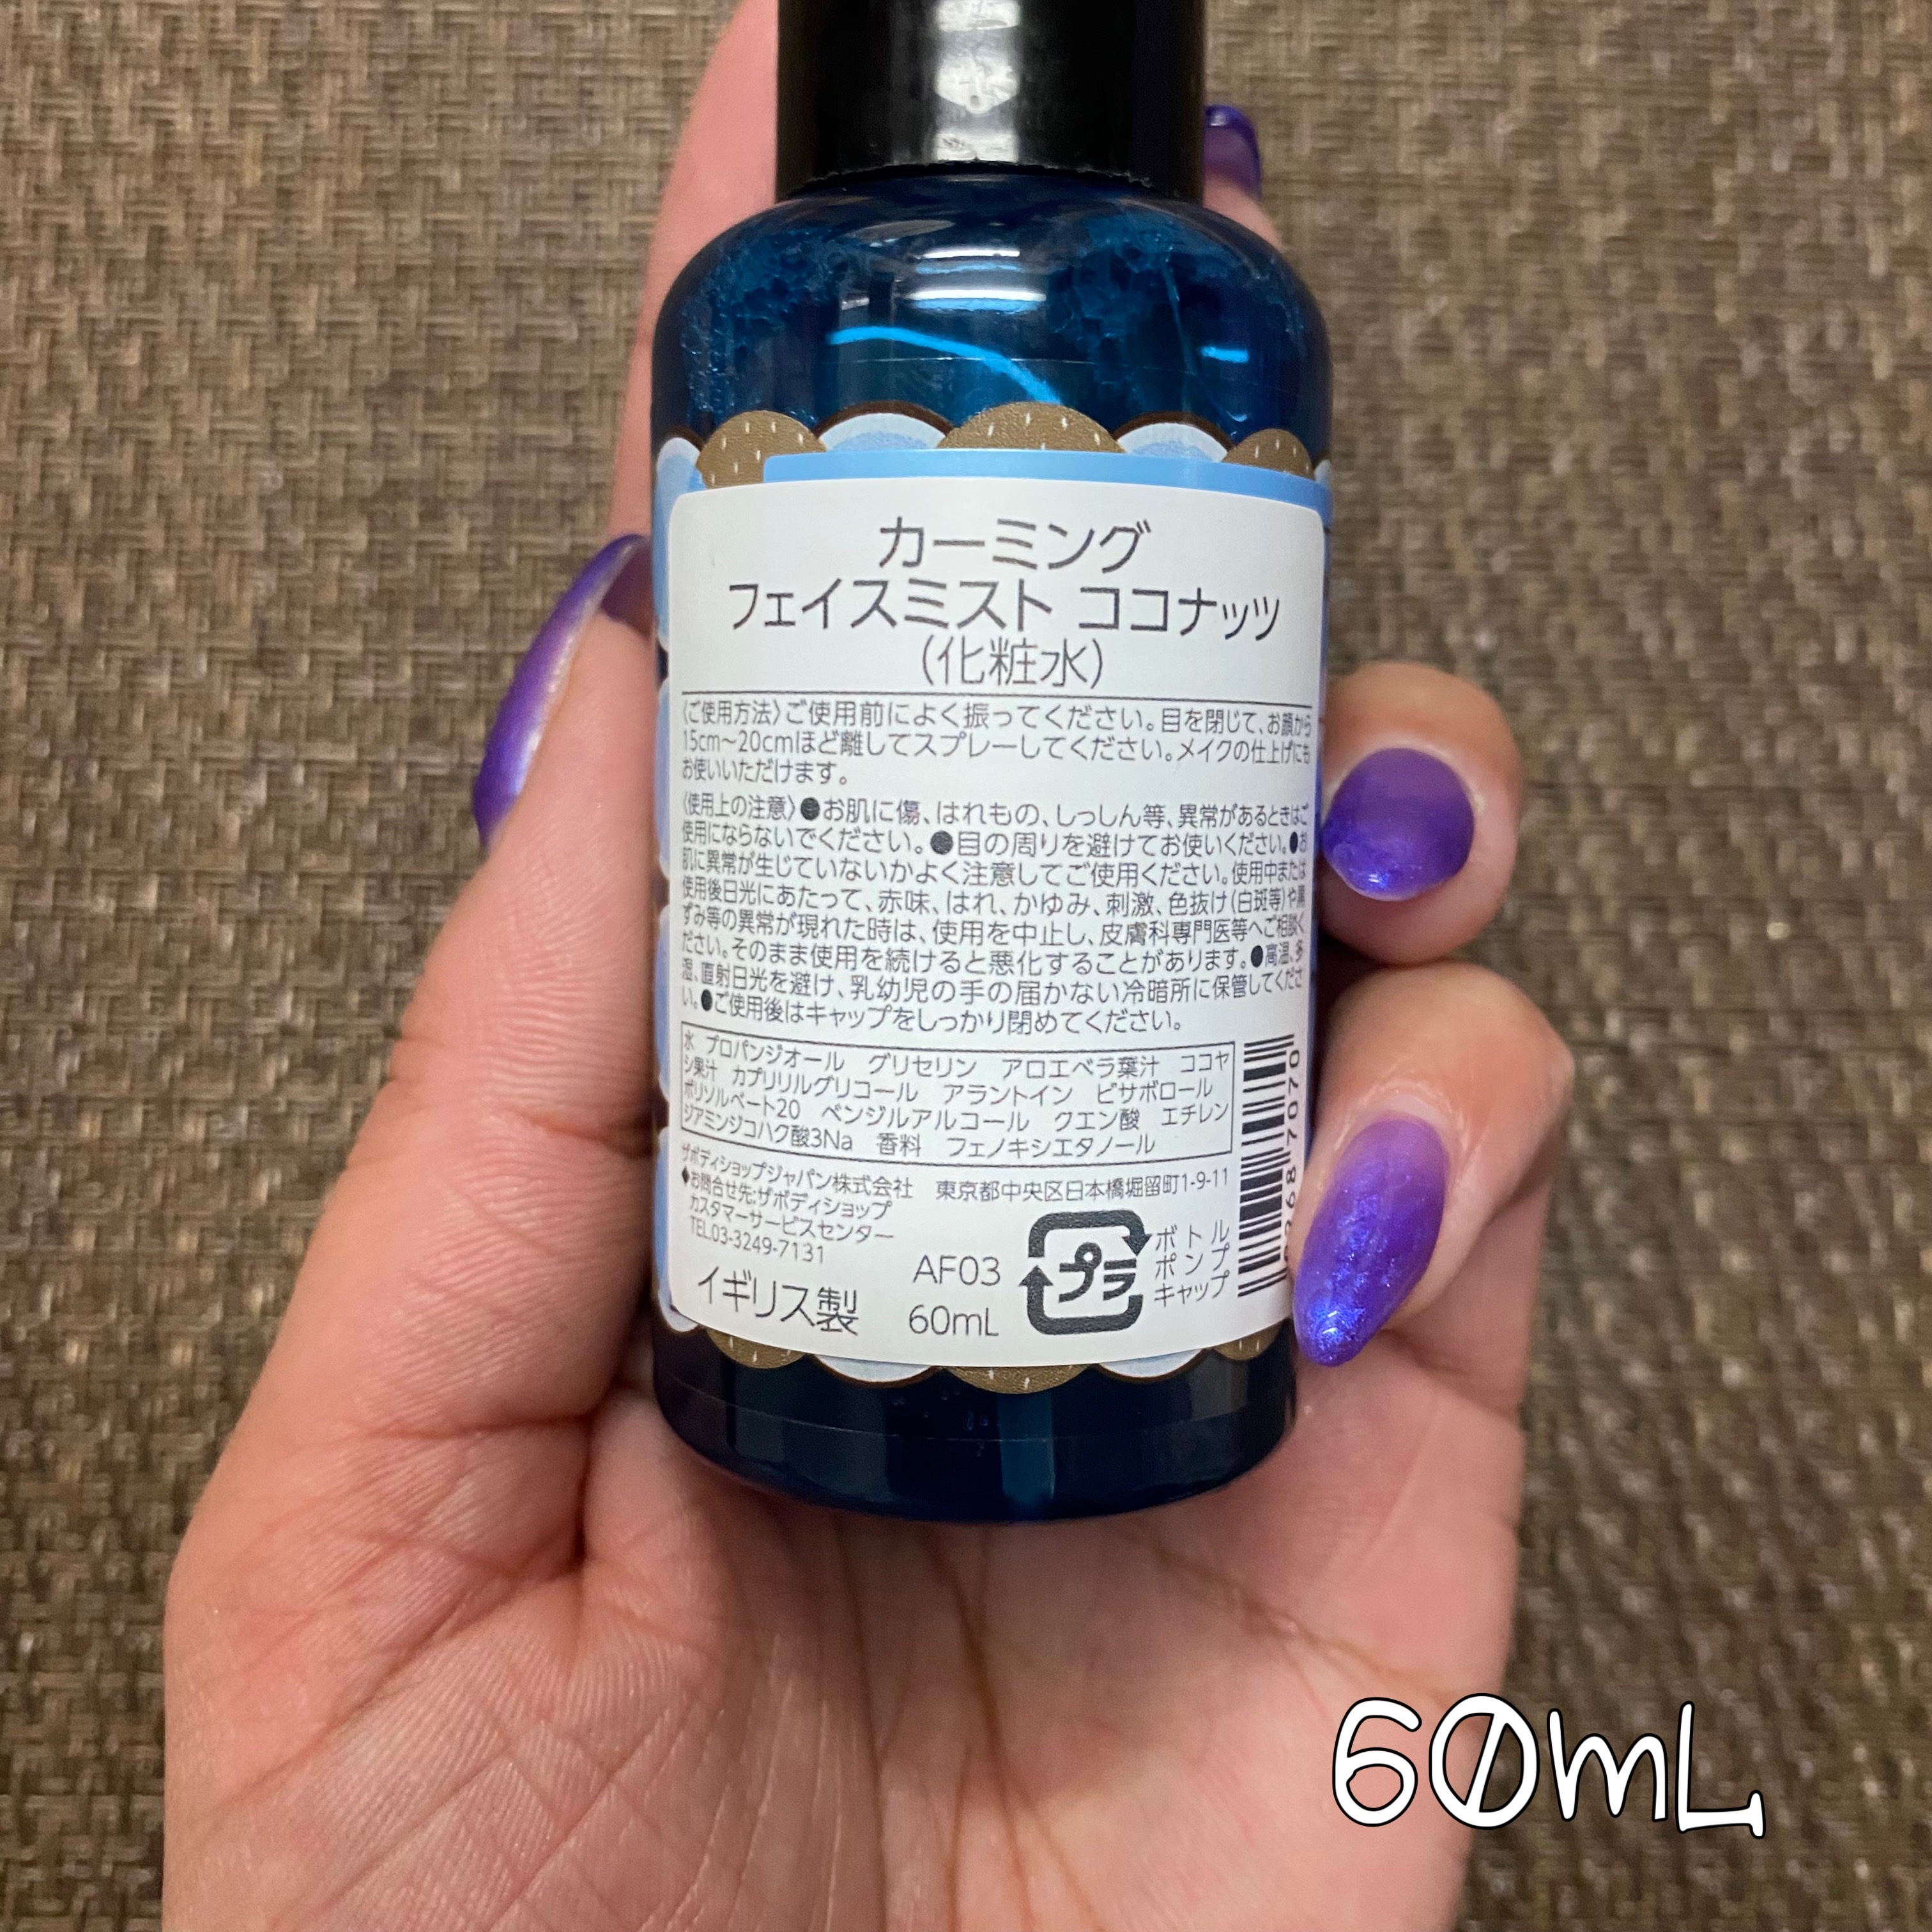 カーミング
フェイスミスト ココナッツ
(化粧水)
〈ご使用方法〉ご使用前によく振ってください。目を閉じて、お顔から
15cm～20cmほど離してスプレーしてください。メイクの仕上げにも
お使いいただけます。
〈使用上の注意〉●お肌に傷、はれもの、しっしん等、異常があるときはご
使用にならないでください。●目の周りを避けてお使いください。●お
肌に異常が生じていないかよく注意してご使用ください。使用中または
使用後日光にあたって、赤味、はれ、かゆみ、刺激、色抜け(白斑等)や黒
ずみ等の異常が現れた時は、使用を中止し、皮膚科専門医等へご相談く
ださい。そのまま使用を続けると悪化することがあります。●高温、多
湿、直射日光を避け、乳幼児の手の届かない冷暗所に保管してくださ
い。●ご使用後はキャップをしっかり閉めてください。
水 プロパンジオール グリセリン アロエベラ葉汁 ココヤ
シ果汁 カプリリルグリコール アラントイン ビサボロール
ポリソルベート20 ベンジルアルコール クエン酸 エチレン
ジアミンジコハク酸3Na 香料 フェノキシエタノール
ザボディショップジャパン株式会社 東京都中央区日本橋堀留町1-9-11
◆お問合せ先:ザボディショップ
カスタマーサービスセンター
TEL.03-3249-7131
イギリス製
AF03
60mL
プラ
ボトル
ポンプ
キャップ
60mL